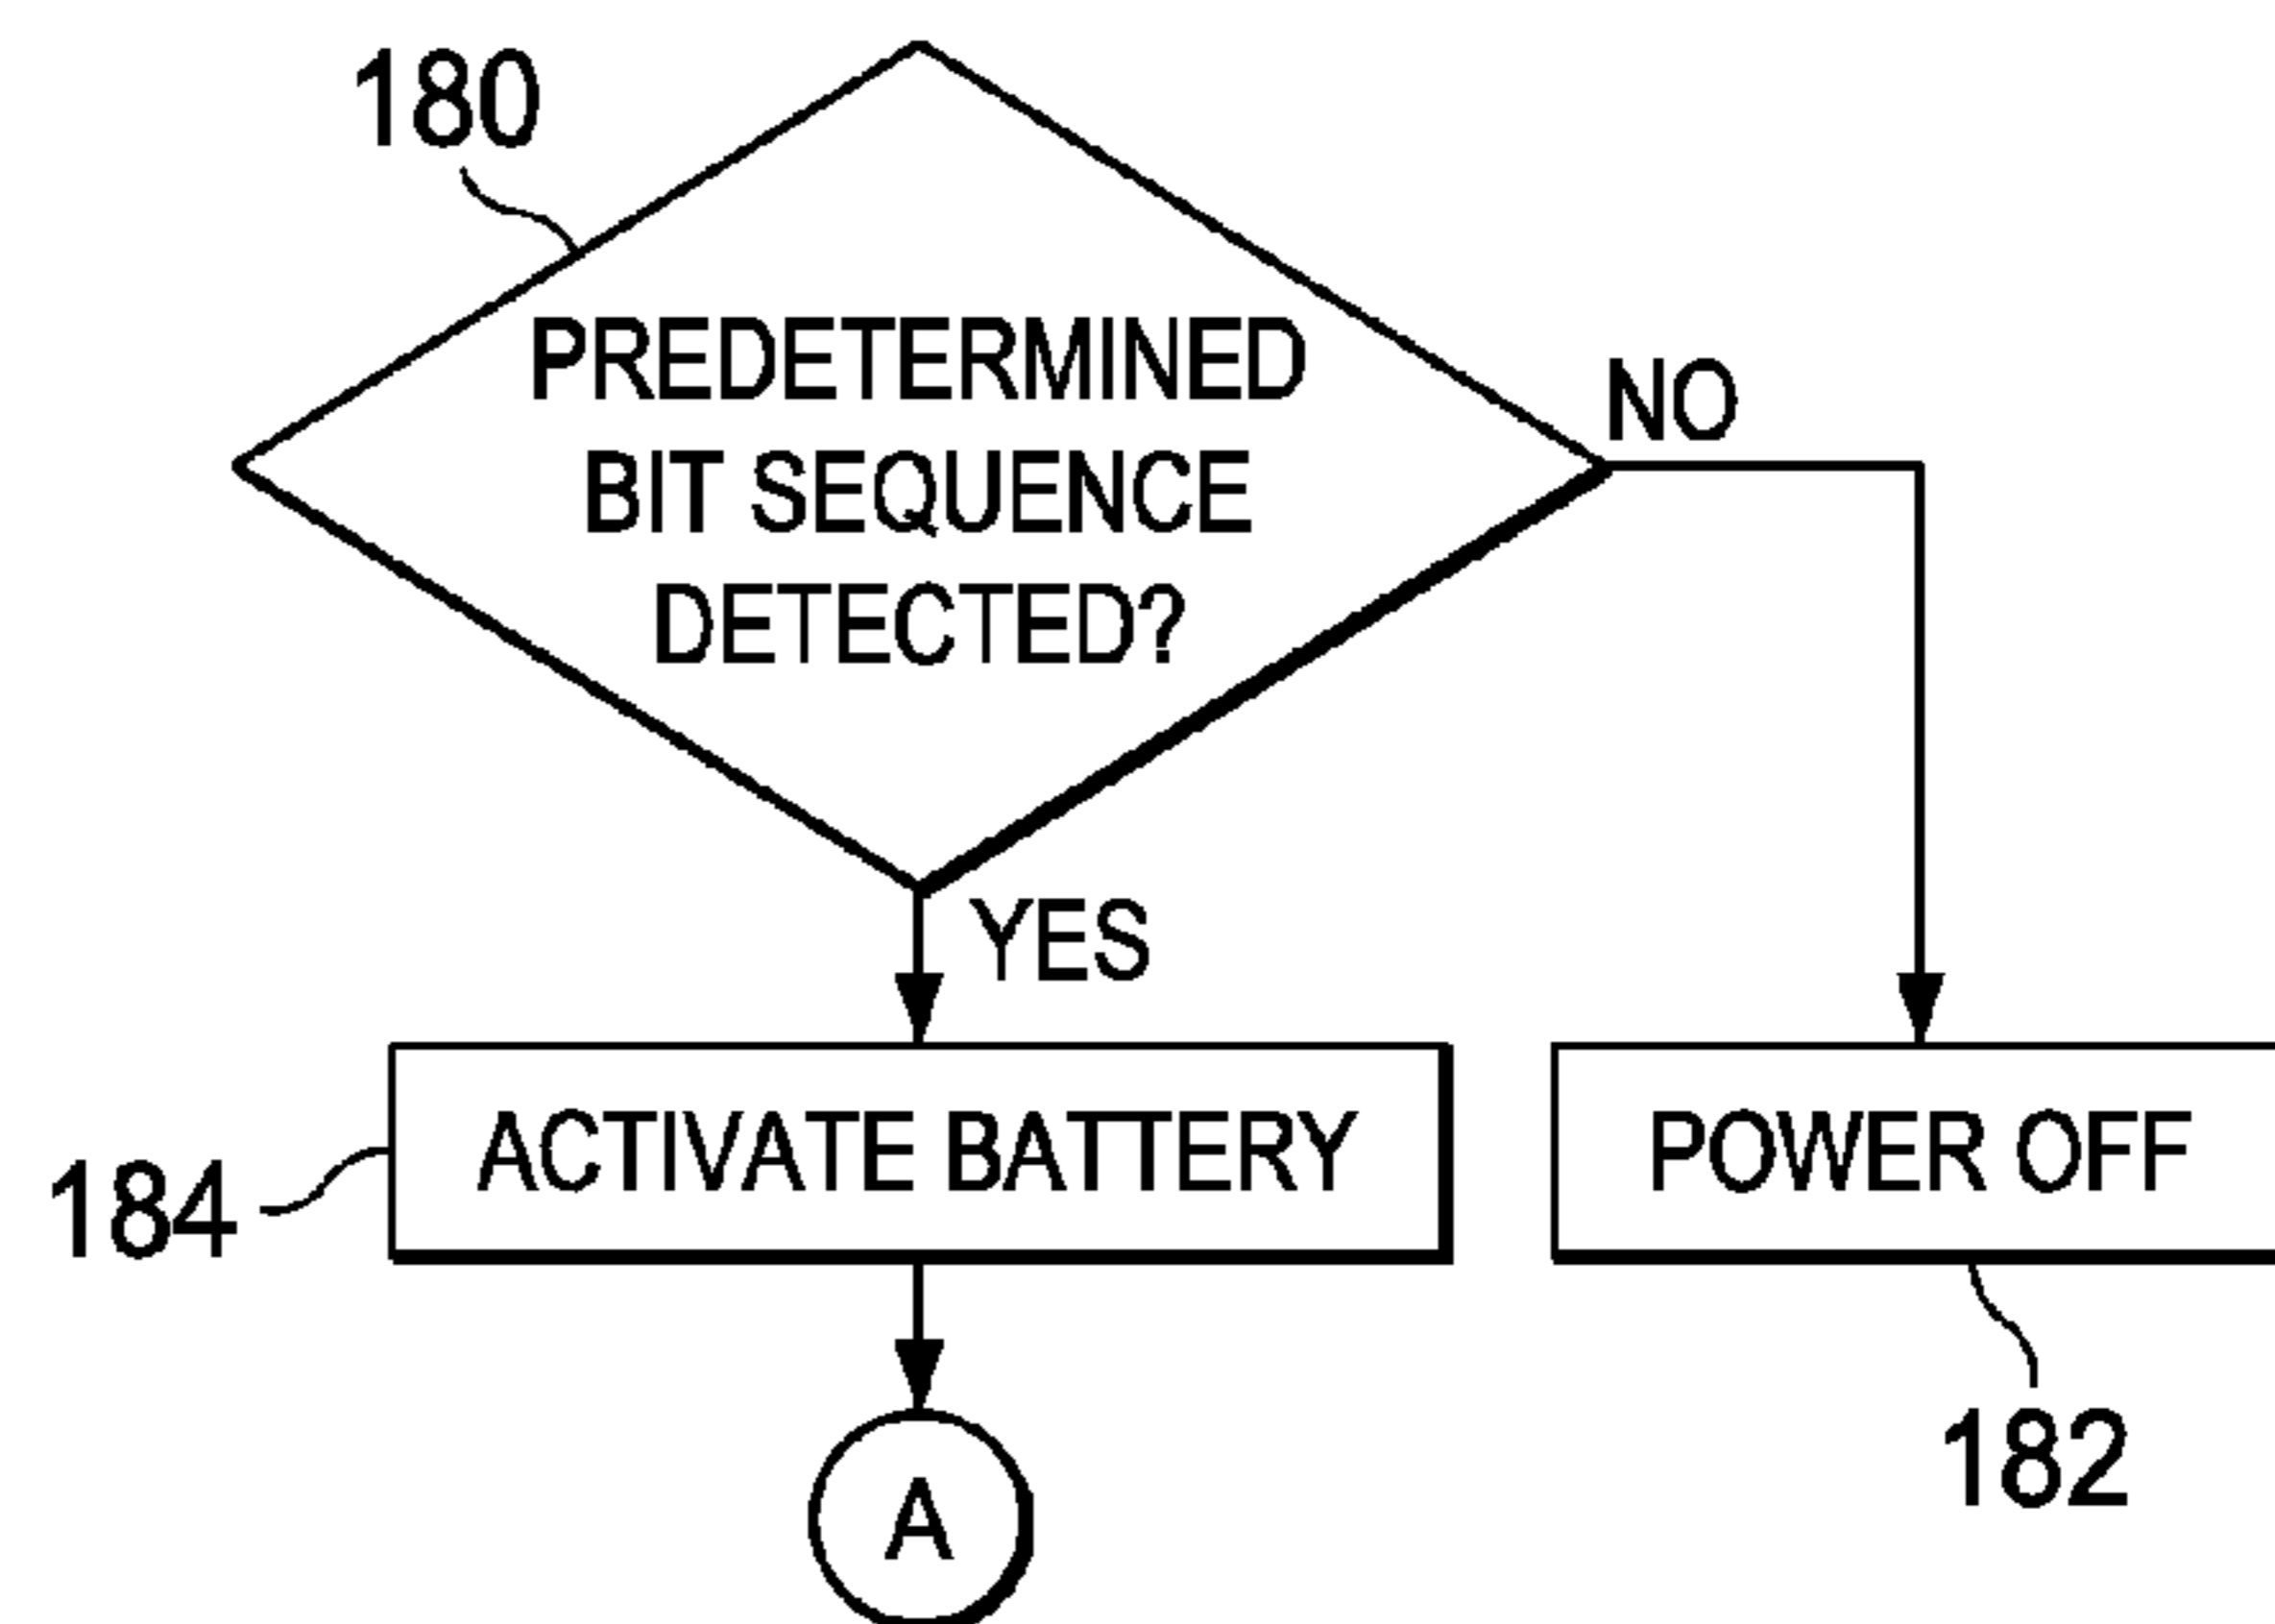 180
PREDETERMINED
BIT SEQUENCE
DETECTED?
NO
YES
184
ACTIVATE BATTERY
POWER OFF
182
A